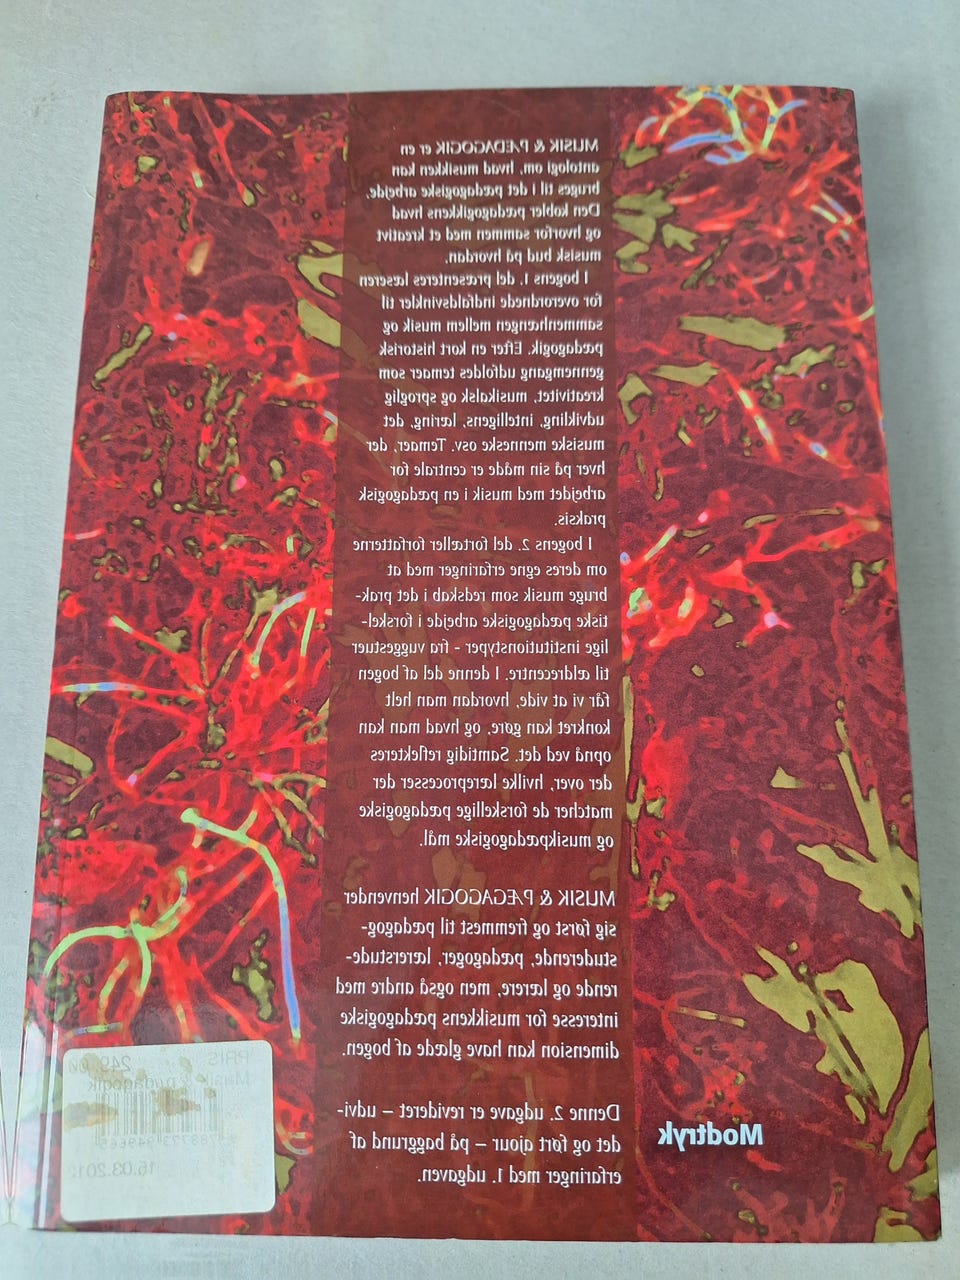 MUSIK & PÆDAGOGIK er en
antologi om, hvad musikken kan
bruges til i det pædagogiske arbejde.
Den kobler pædagogikkens hvad
og hvorfor sammen med et kreativt
musisk bud på hvordan.
I bogens 1. del præsenteres læseren
for overordnede indfaldsvinkler til
sammenhængen mellem musik og
pædagogik. Efter en kort historisk
gennemgang udfoldes temaer som
kreativitet, musikalsk og sproglig
udvikling, intelligens, læring, det
musiske menneske osv. Temaer, der
hver på sin måde er centrale for
arbejdet med musik i en pædagogisk
praksis.
I bogens 2. del fortæller forfatterne
om deres egne erfaringer med at
bruge musik som redskab i det prak-
tiske pædagogiske arbejde i forskel-
lige institutionstyper - fra vuggestuer
til ældrecentre. I denne del af bogen
får vi at vide, hvordan man helt
konkret kan gøre, og hvad man kan
opnå ved det. Samtidig reflekteres
der over, hvilke læreprocesser der
matcher de forskellige pædagogiske
og musikpædagogiske mål.
MUSIK & PÆGAGOGIK henvender
sig først og fremmest til pædagog-
studerende, pædagoger, lærerstude-
rende og lærere, men også andre med
interesse for musikkens pædagogiske
dimension kan have glæde af bogen.
Denne 2. udgave er revideret – udvi-
det og ført ajour – på baggrund af
erfaringer med 1. udgaven.
Modtryk
PRIS 249.00
Musik & pædagogik
16.03.201